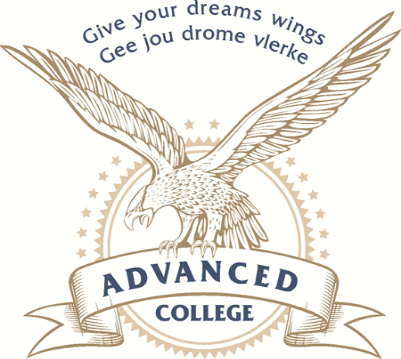 Give your dreams wings
Gee jou drome vlerke
ADVANCED
COLLEGE